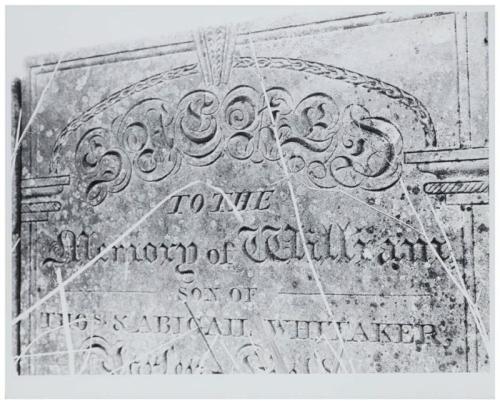 SACRED
TO THE
Memory of William
SON OF
THOS & ABIGAIL WHITAKER,